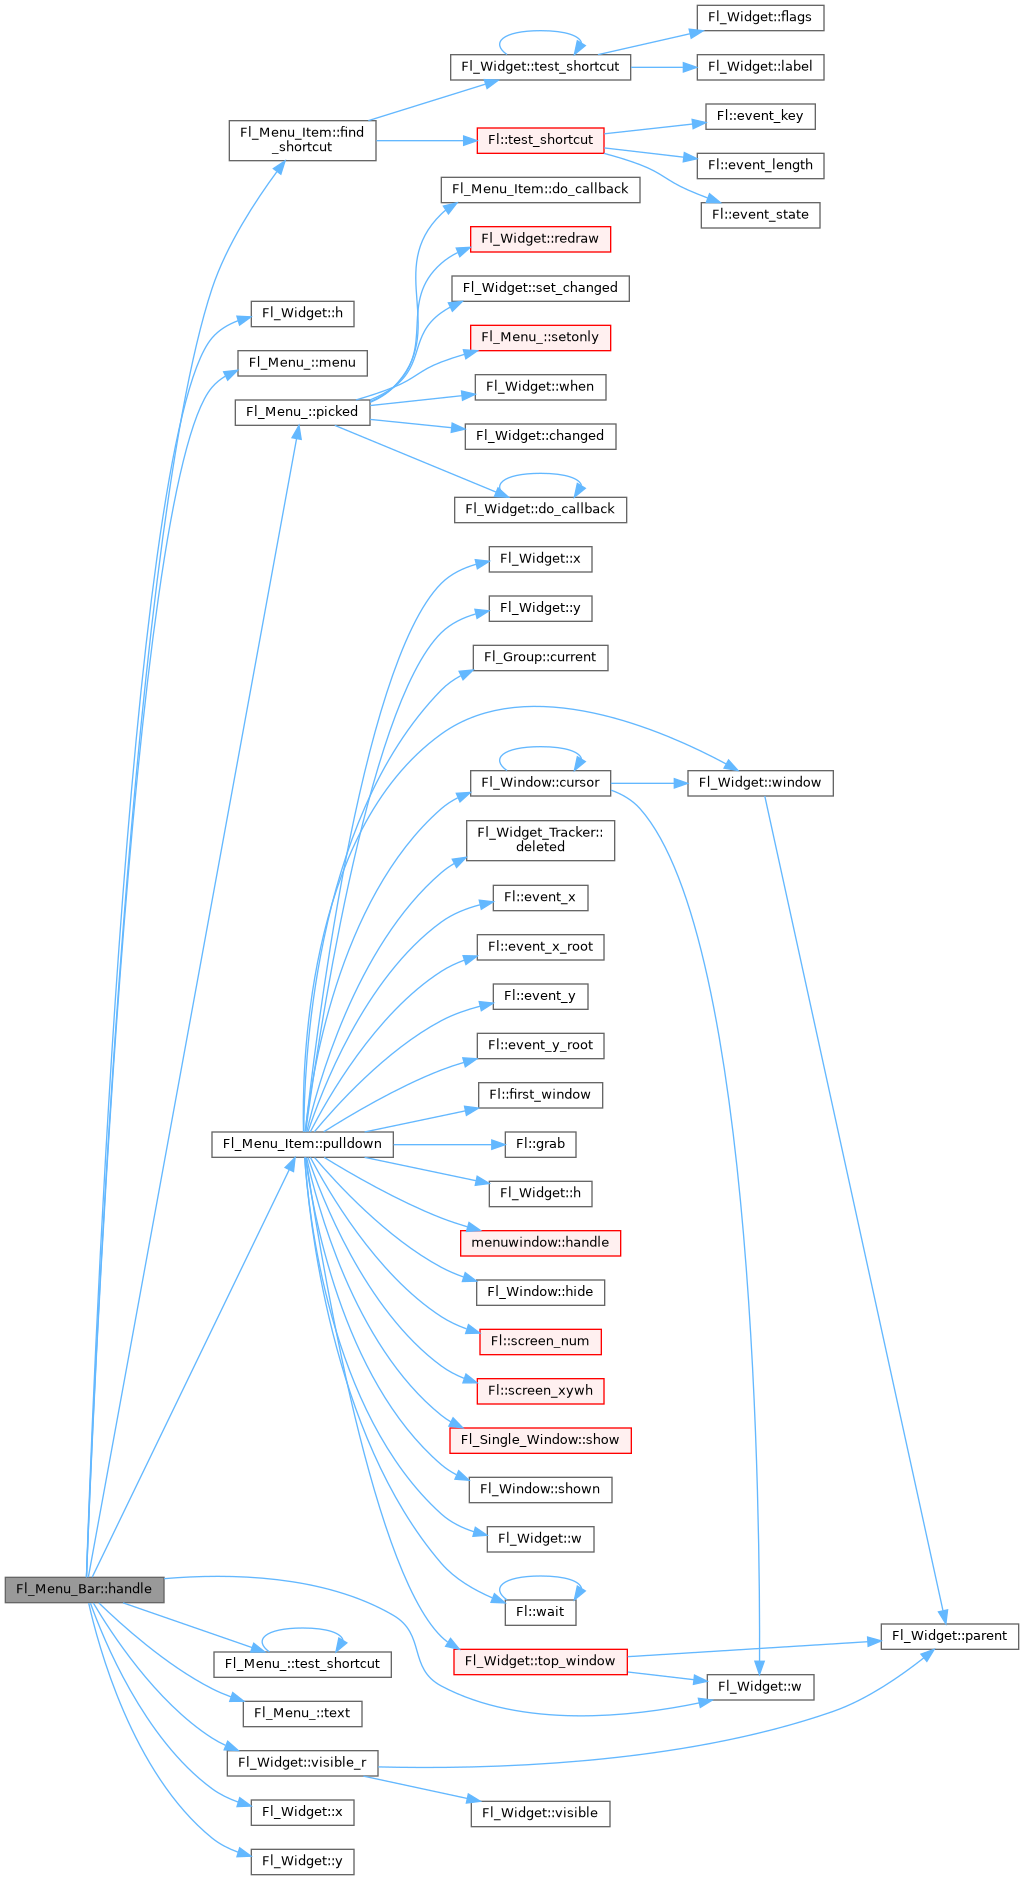 Fl_Widget::flags
Fl_Widget::test_shortcut
Fl_Widget::label
Fl::event_key
Fl_Menu_Item::find
_shortcut
Fl::test_shortcut
Fl::event_length
Fl_Menu_Item::do_callback
Fl::event_state
Fl_Widget::redraw
Fl_Widget::set_changed
Fl_Widget::h
Fl_Menu_::setonly
Fl_Menu_::menu
Fl_Widget::when
Fl_Menu_::picked
Fl_Widget::changed
Fl_Widget::do_callback
Fl_Widget::x
Fl_Widget::y
Fl_Group::current
Fl_Window::cursor
Fl_Widget::window
Fl_Widget_Tracker::
deleted
Fl::event_x
Fl::event_x_root
Fl::event_y
Fl::event_y_root
Fl::first_window
Fl_Menu_Item::pulldown
Fl::grab
Fl_Widget::h
menuwindow::handle
Fl_Window::hide
Fl::screen_num
Fl::screen_xywh
Fl_Single_Window::show
Fl_Window::shown
Fl_Widget::w
Fl_Menu_Bar::handle
Fl::wait
Fl_Widget::parent
Fl_Menu_::test_shortcut
Fl_Widget::top_window
Fl_Widget::w
Fl_Menu_::text
Fl_Widget::visible_r
Fl_Widget::x
Fl_Widget::visible
Fl_Widget::y